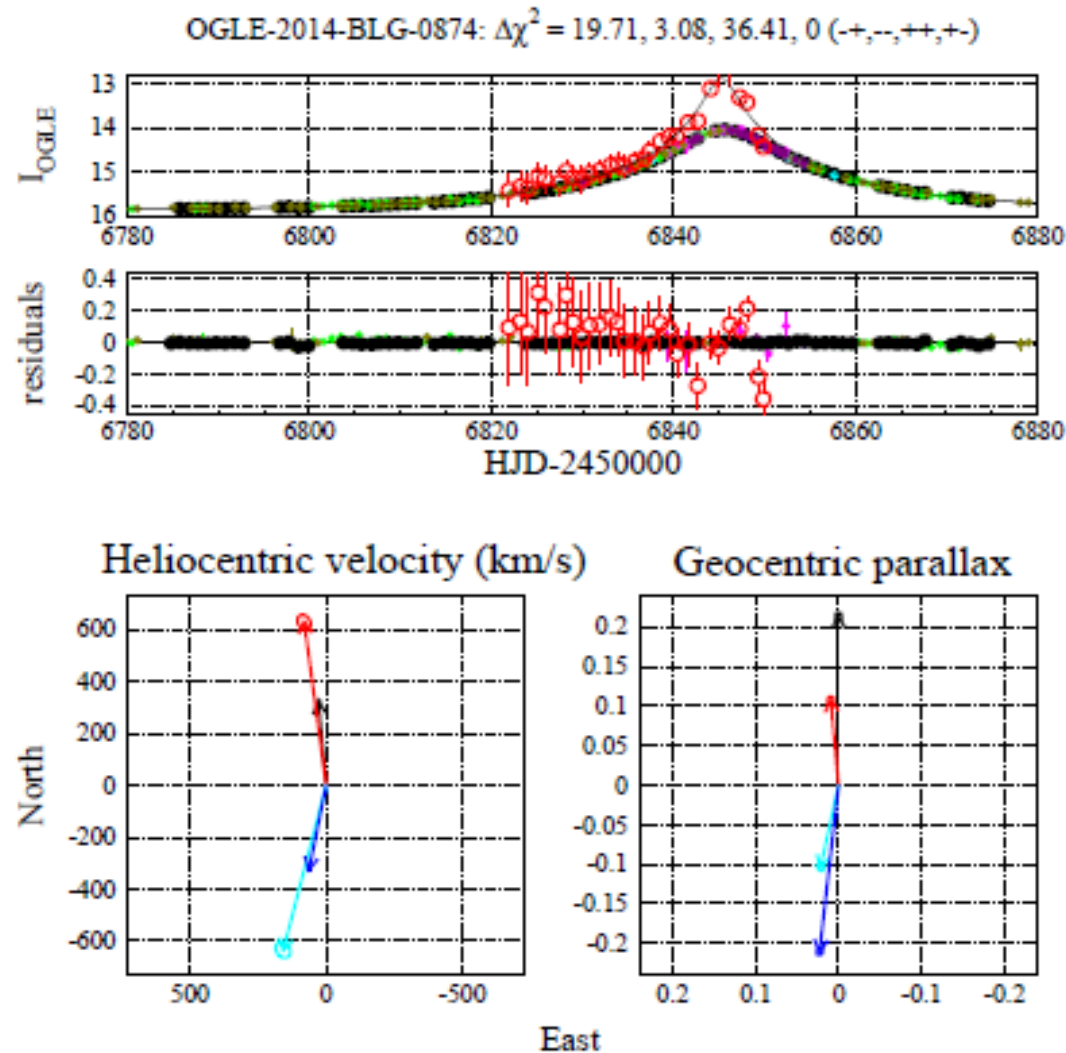 OGLE-2014-BLG-0874: Δχ² = 19.71, 3.08, 36.41, 0 (-+,--,++,+-)
I_OGLE
13
14
15
16
6780 6800 6820 6840 6860 6880
residuals
0.4
0.2
0
-0.2
-0.4
6780 6800 6820 6840 6860 6880
HJD-2450000
Heliocentric velocity (km/s)
North
600
400
200
0
-200
-400
-600
500 0 -500
Geocentric parallax
0.2
0.15
0.1
0.05
0
-0.05
-0.1
-0.15
-0.2
0.2 0.1 0 -0.1 -0.2
East